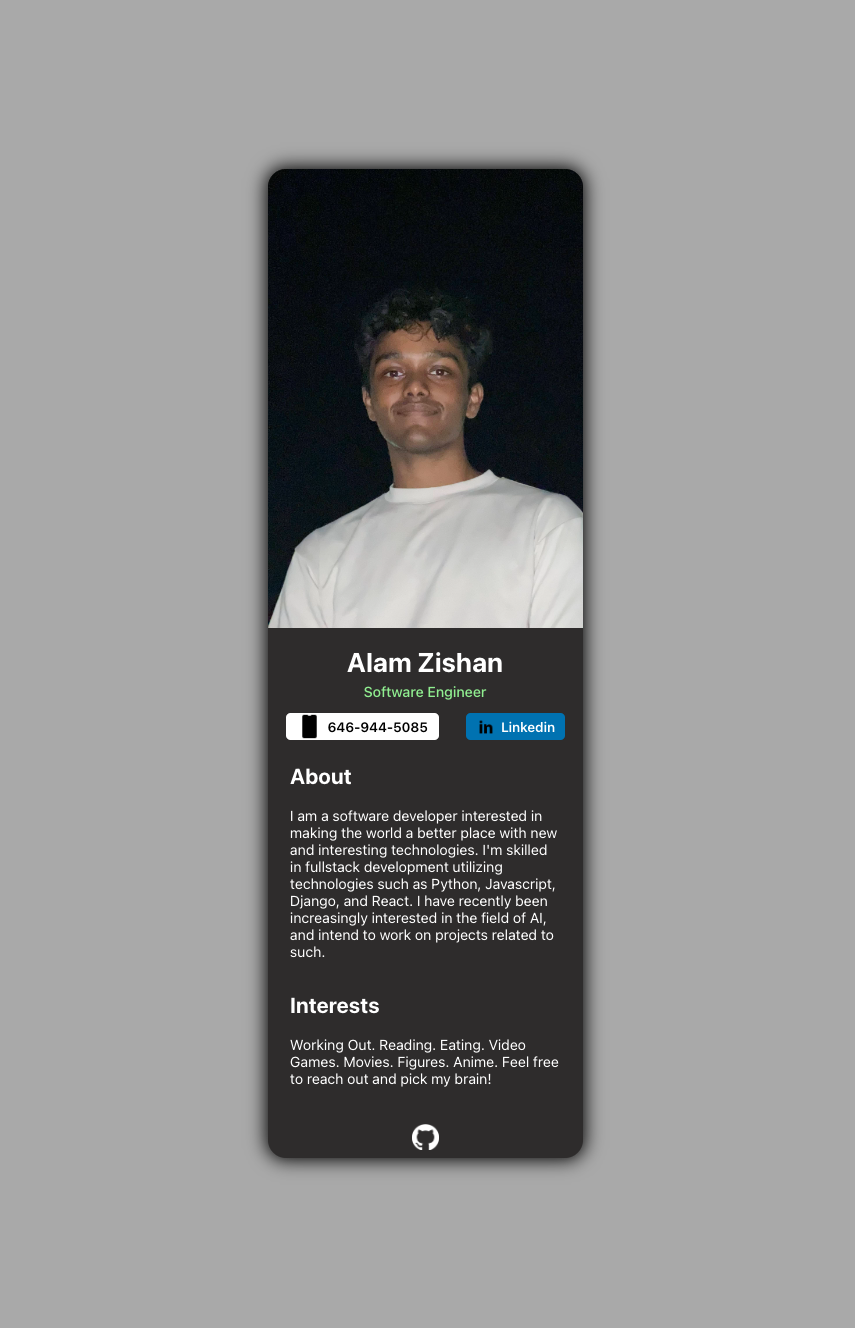 Alam Zishan
Software Engineer
646-944-5085
in Linkedin
About
I am a software developer interested in
making the world a better place with new
and interesting technologies. I'm skilled
in fullstack development utilizing
technologies such as Python, Javascript,
Django, and React. I have recently been
increasingly interested in the field of AI,
and intend to work on projects related to
such.
Interests
Working Out. Reading. Eating. Video
Games. Movies. Figures. Anime. Feel free
to reach out and pick my brain!